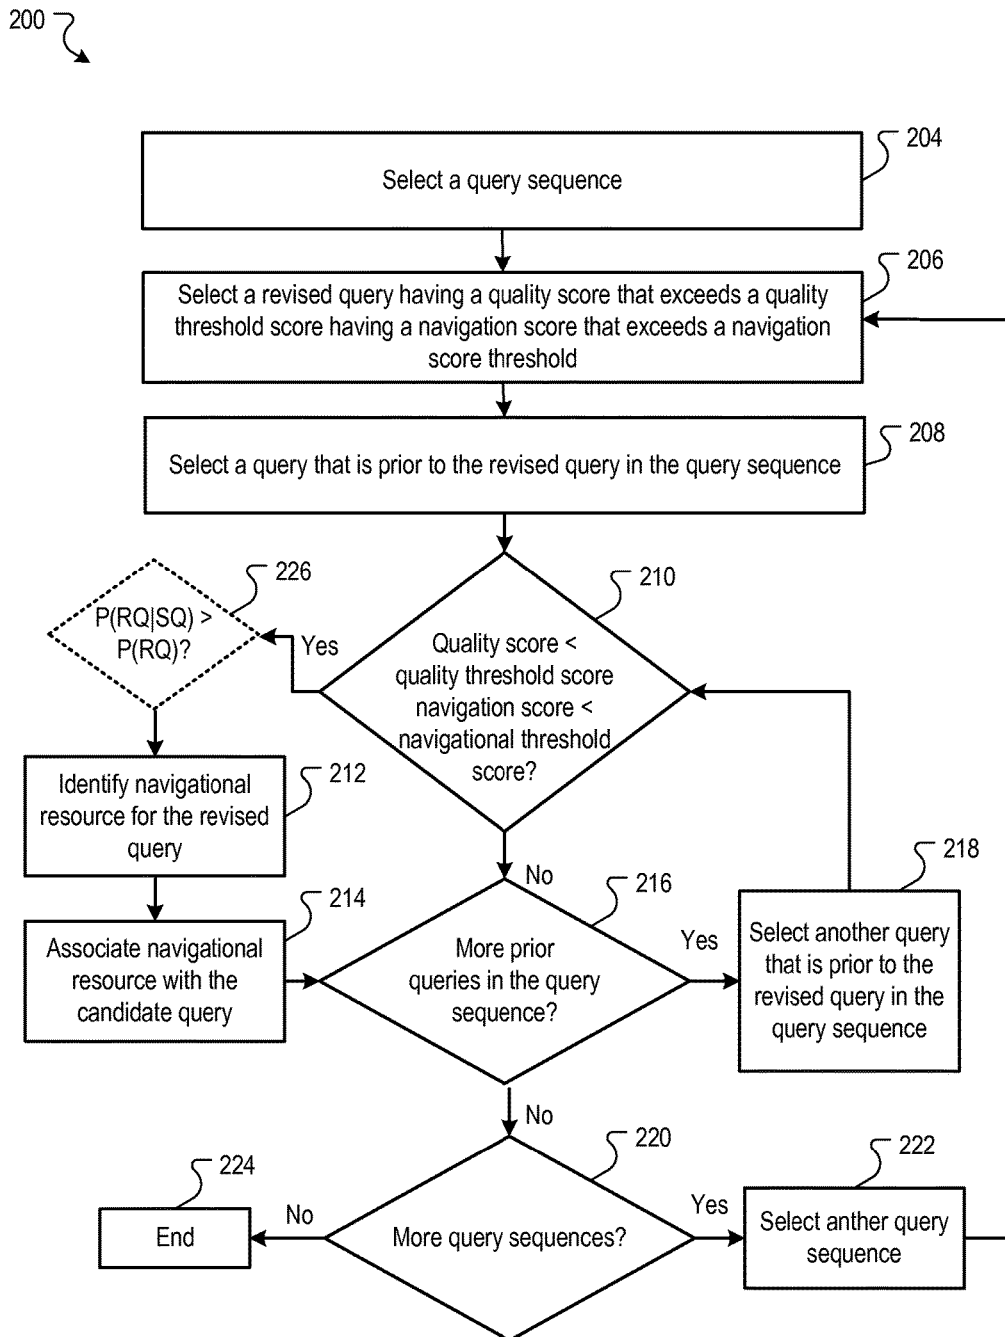 200
204
Select a query sequence
206
Select a revised query having a quality score that exceeds a quality
threshold score having a navigation score that exceeds a navigation
score threshold
208
Select a query that is prior to the revised query in the query sequence
226
P(RQ|SQ) >
P(RQ)?
Yes
210
Quality score <
quality threshold score
navigation score <
navigational threshold
score?
212
Identify navigational
resource for the revised
query
No
214
Associate navigational
resource with the
candidate query
216
More prior
queries in the query
sequence?
Yes
218
Select another query
that is prior to the
revised query in the
query sequence
No
220
More query sequences?
224
End
No
Yes
222
Select anther query
sequence